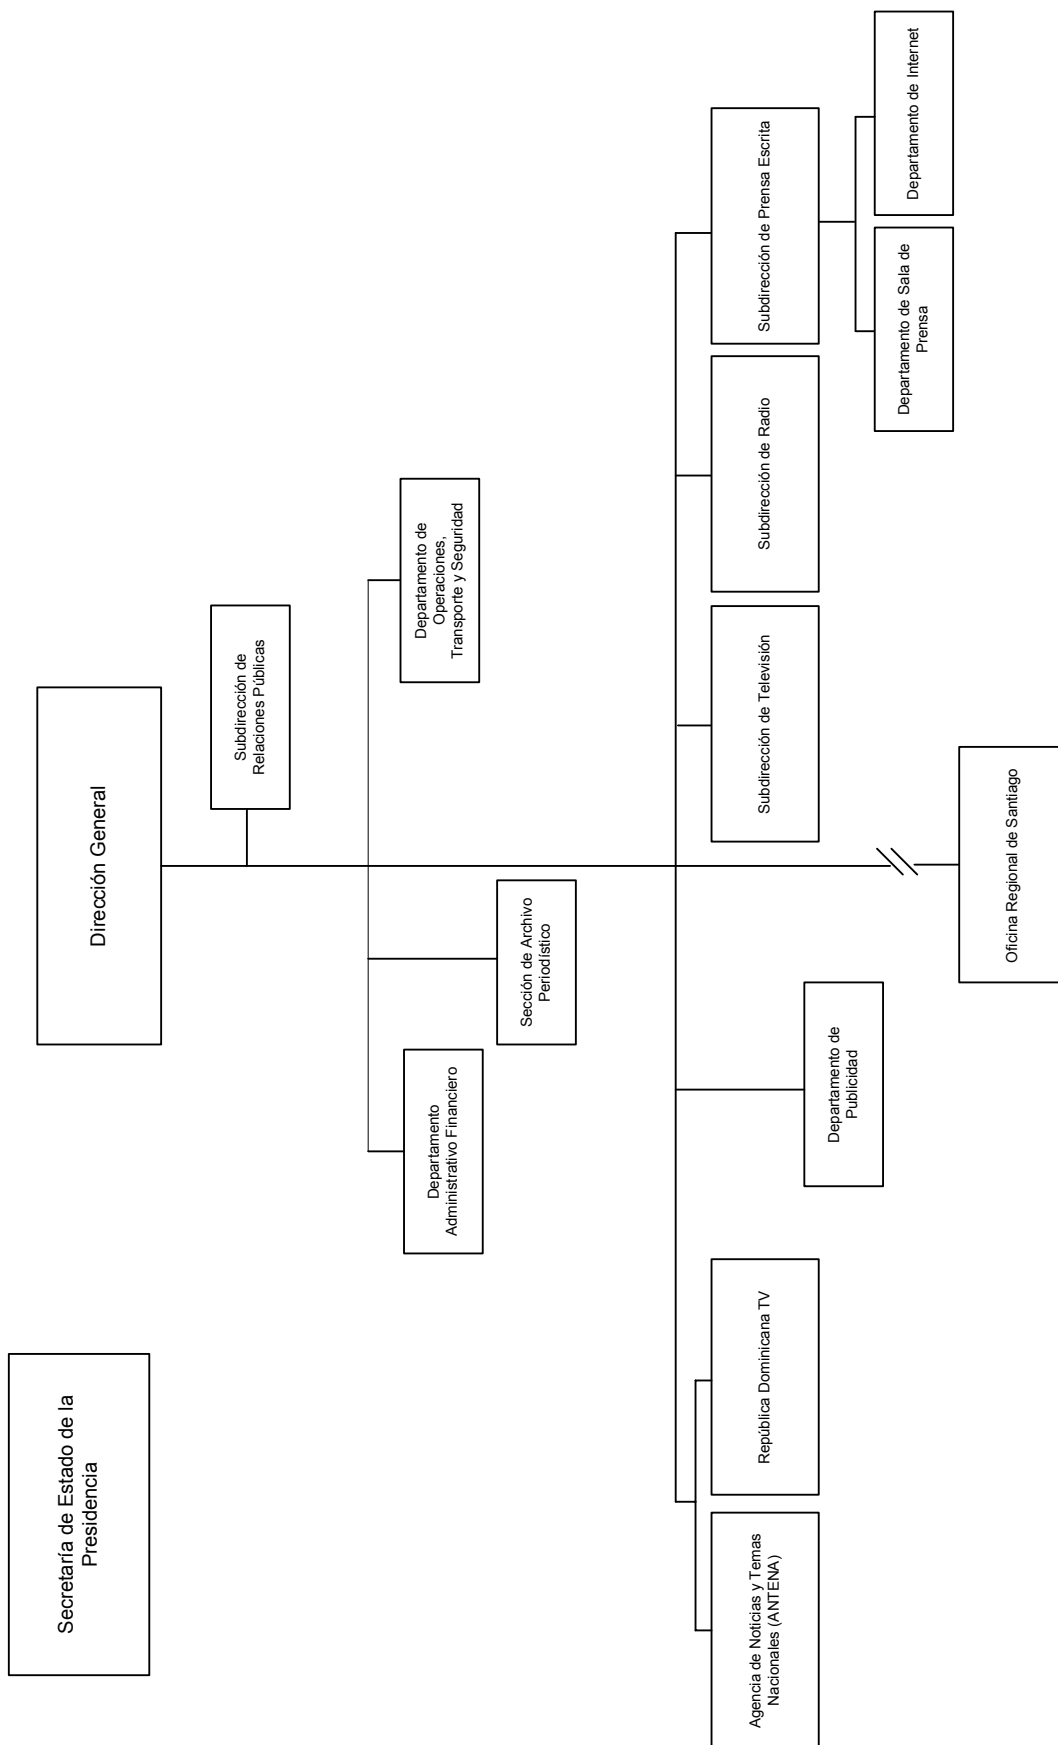 Secretaría de Estado de la
Presidencia
Dirección General
Subdirección de
Relaciones Públicas
Departamento
Administrativo Financiero
Sección de Archivo
Periodístico
Departamento de
Operaciones,
Transporte y Seguridad
Agencia de Noticias y Temas
Nacionales (ANTENA)
República Dominicana TV
Departamento de
Publicidad
Subdirección de Televisión
Subdirección de Radio
Subdirección de Prensa Escrita
Departamento de Sala de
Prensa
Departamento de Internet
Oficina Regional de Santiago